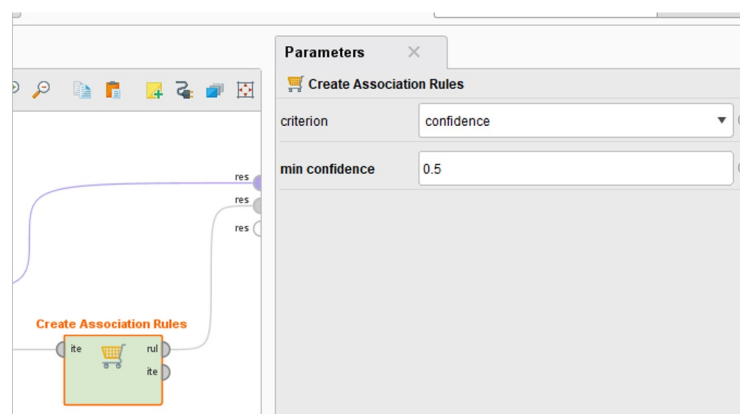 Parameters
Create Association Rules
criterion
confidence
min confidence
0.5
res
res
res
Create Association Rules
ite
rul
ite